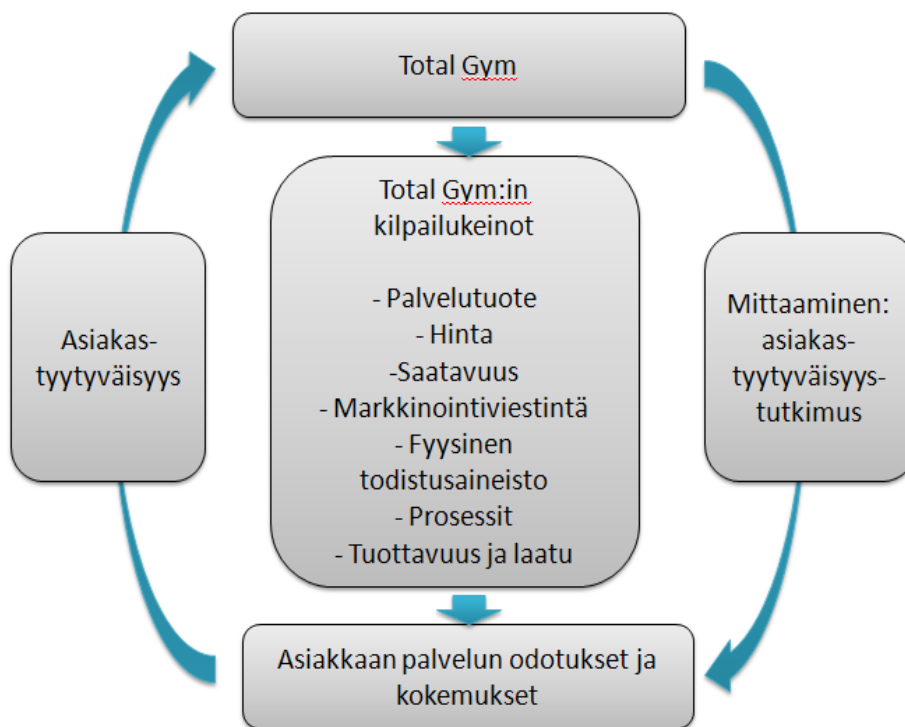 Total Gym
Total Gym:in
kilpailukeinot
- Palvelutuote
- Hinta
-Saatavuus
- Markkinointiviestintä
- Fyysinen
todistusaineisto
- Prosessit
- Tuottavuus ja laatu
Asiakas-
tyytyväisyys
Mittaaminen:
asiakas-
tyytyväisyys-
tutkimus
Asiakkaan palvelun odotukset ja
kokemukset